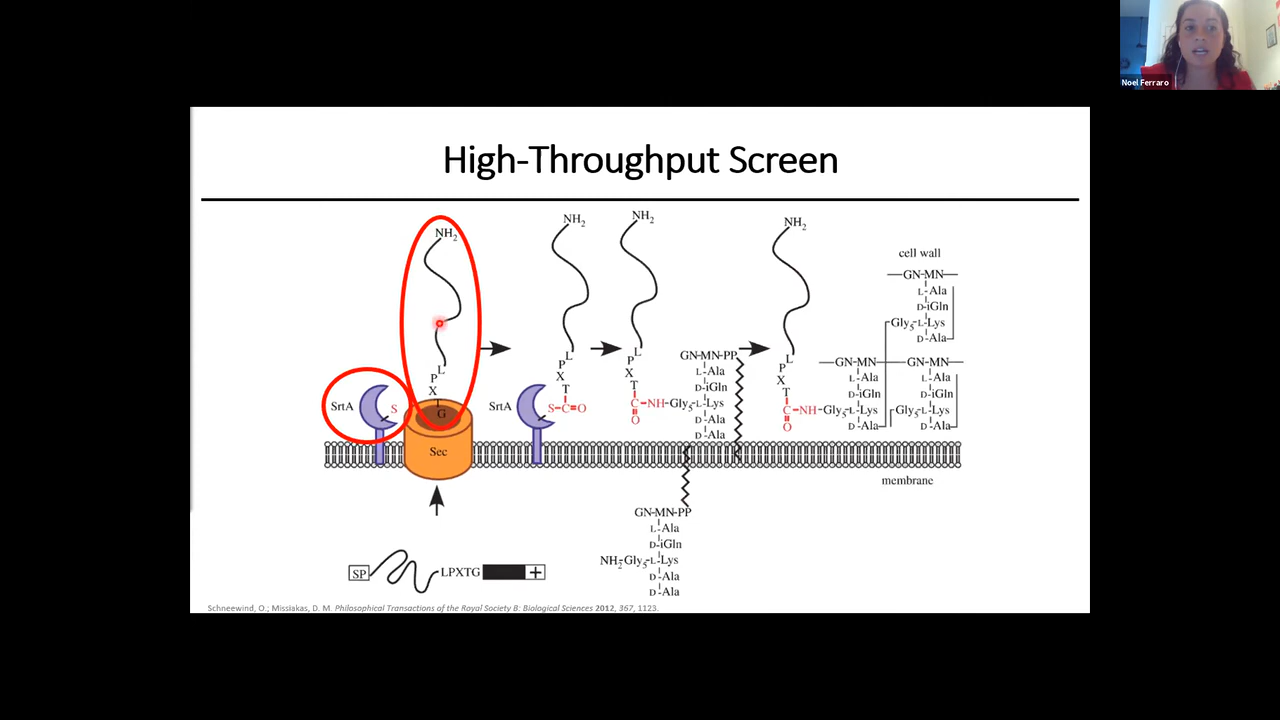 Noel Ferraro
High-Throughput Screen
NH2
L
P
X
T
G
SrtA
S
Sec
NH2
L
P
X
T
S-C=O
SrtA
NH2
L
P
X
T
C-NH-Gly5-L-Lys
O
GN-MN-PP
L-Ala
D-iGln
D-Ala
D-Ala
NH2
L
P
X
T
C-NH-Gly5-L-Lys
O
cell wall
GN-MN
L-Ala
D-iGln
Gly5-L-Lys
D-Ala
GN-MN
L-Ala
D-iGln
D-Ala
GN-MN
L-Ala
D-iGln
Gly5-L-Lys
D-Ala
membrane
GN-MN-PP
L-Ala
D-iGln
NH2-Gly5-L-Lys
D-Ala
D-Ala
SP
LPXTG
+
Schneewind, O.; Missiakas, D. M. Philosophical Transactions of the Royal Society B: Biological Sciences 2012, 367, 1123.